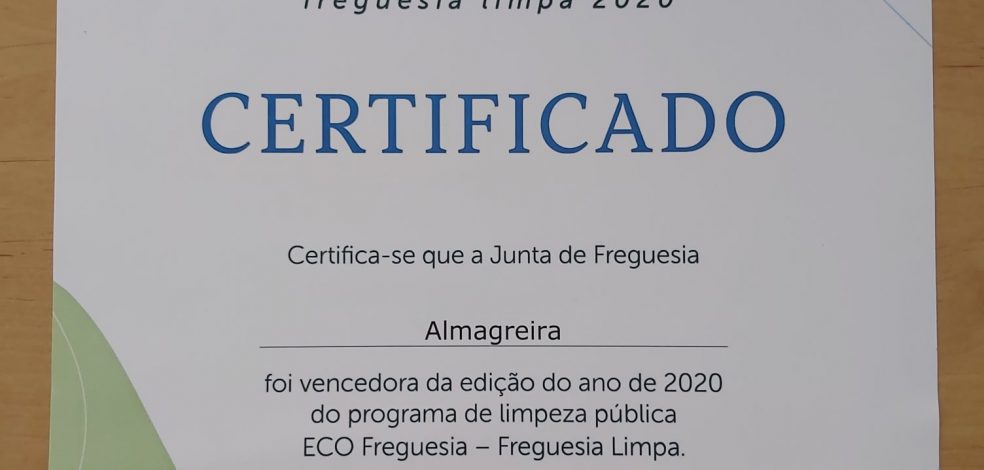 freguesia limpa 2020
CERTIFICADO
Certifica-se que a Junta de Freguesia
Almagreira
foi vencedora da edição do ano de 2020
do programa de limpeza pública
ECO Freguesia – Freguesia Limpa.